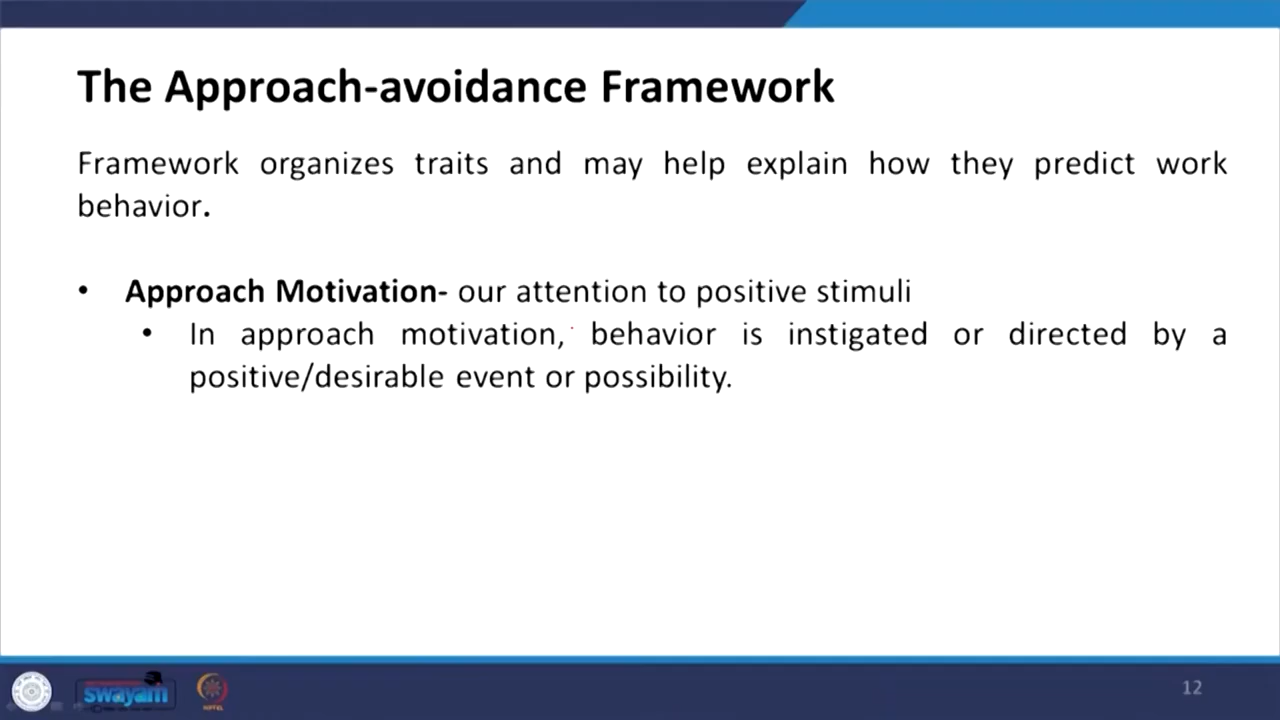 The Approach-avoidance Framework
Framework organizes traits and may help explain how they predict work
behavior.
• Approach Motivation- our attention to positive stimuli
• In approach motivation, behavior is instigated or directed by a
positive/desirable event or possibility.
swayam
12